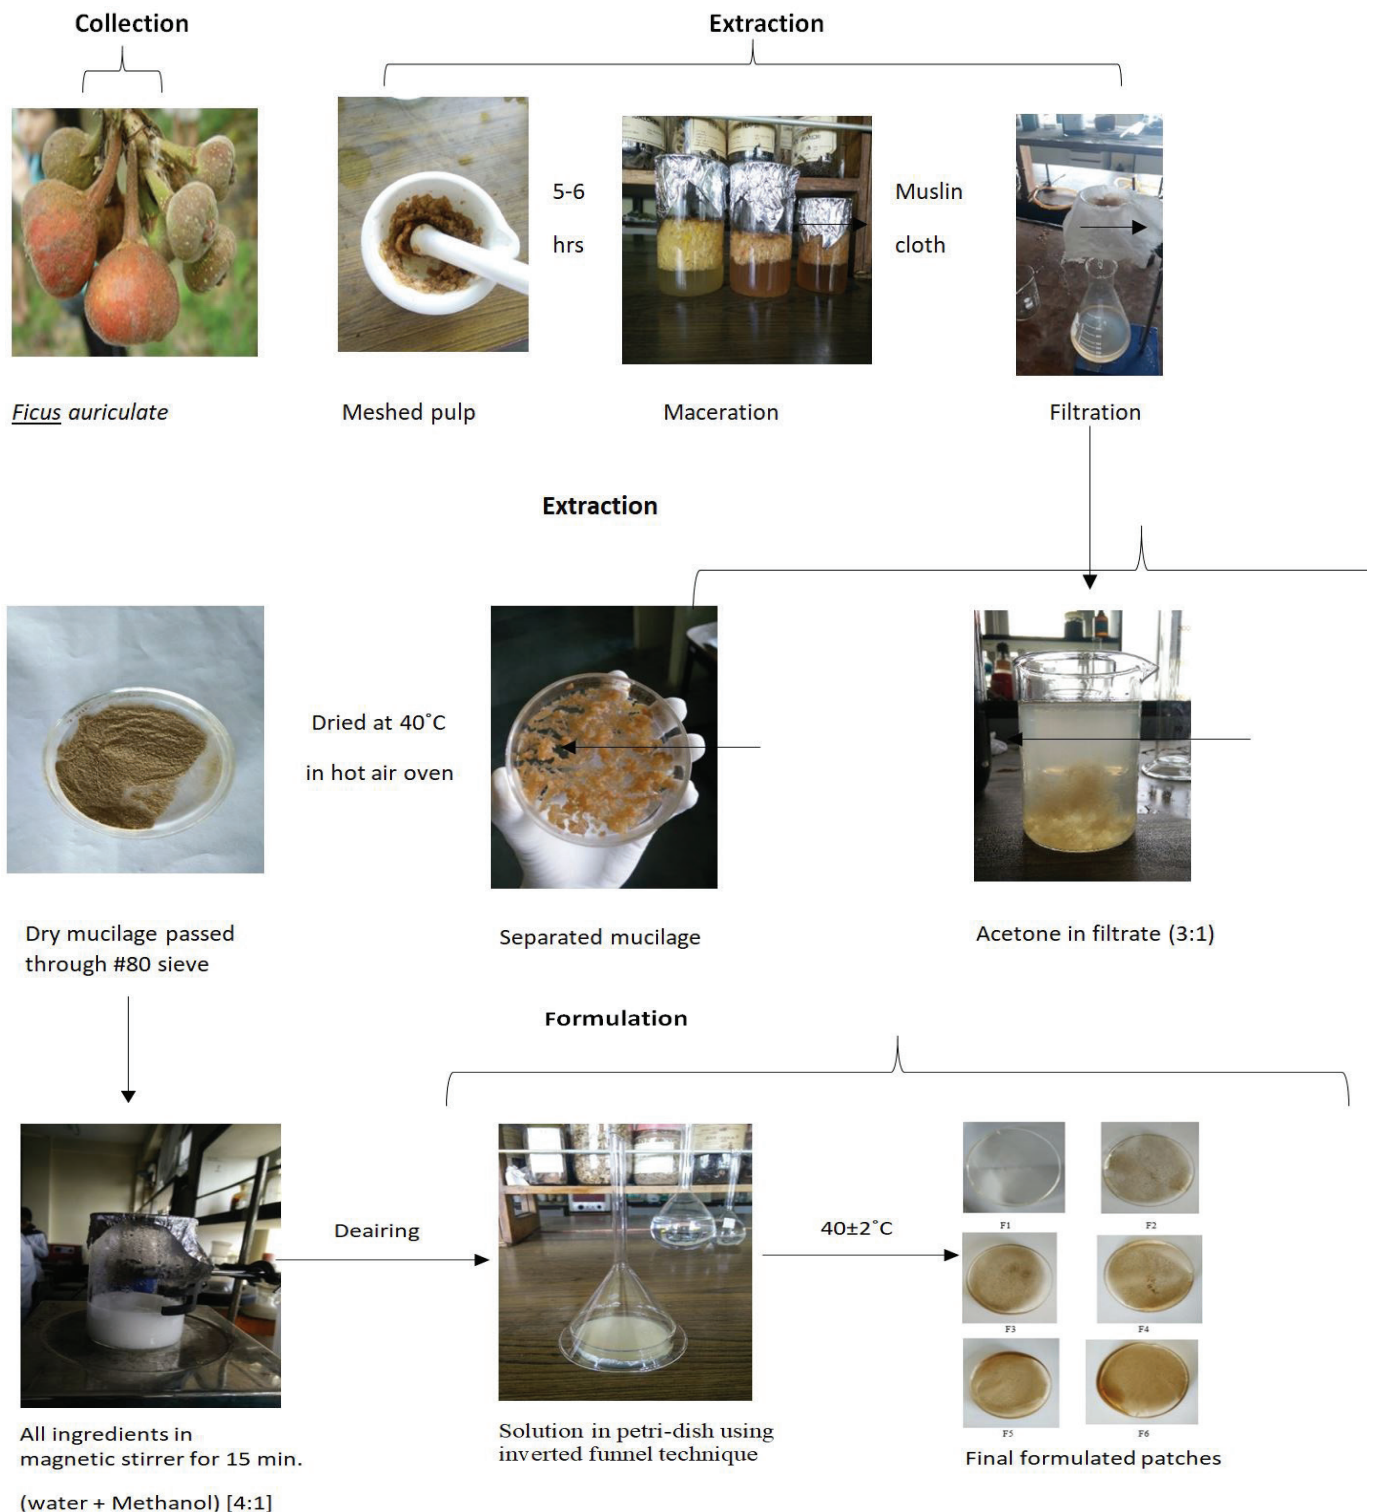 Collection
Extraction
5-6
hrs
Muslin
cloth
Ficus auriculate
Meshed pulp
Maceration
Filtration
Extraction
Dried at 40˚C
in hot air oven
Dry mucilage passed
through #80 sieve
Separated mucilage
Acetone in filtrate (3:1)
Formulation
Deairing
40±2˚C
F1
F2
F3
F4
F5
F6
All ingredients in
magnetic stirrer for 15 min.
(water + Methanol) [4:1]
Solution in petri-dish using
inverted funnel technique
Final formulated patches